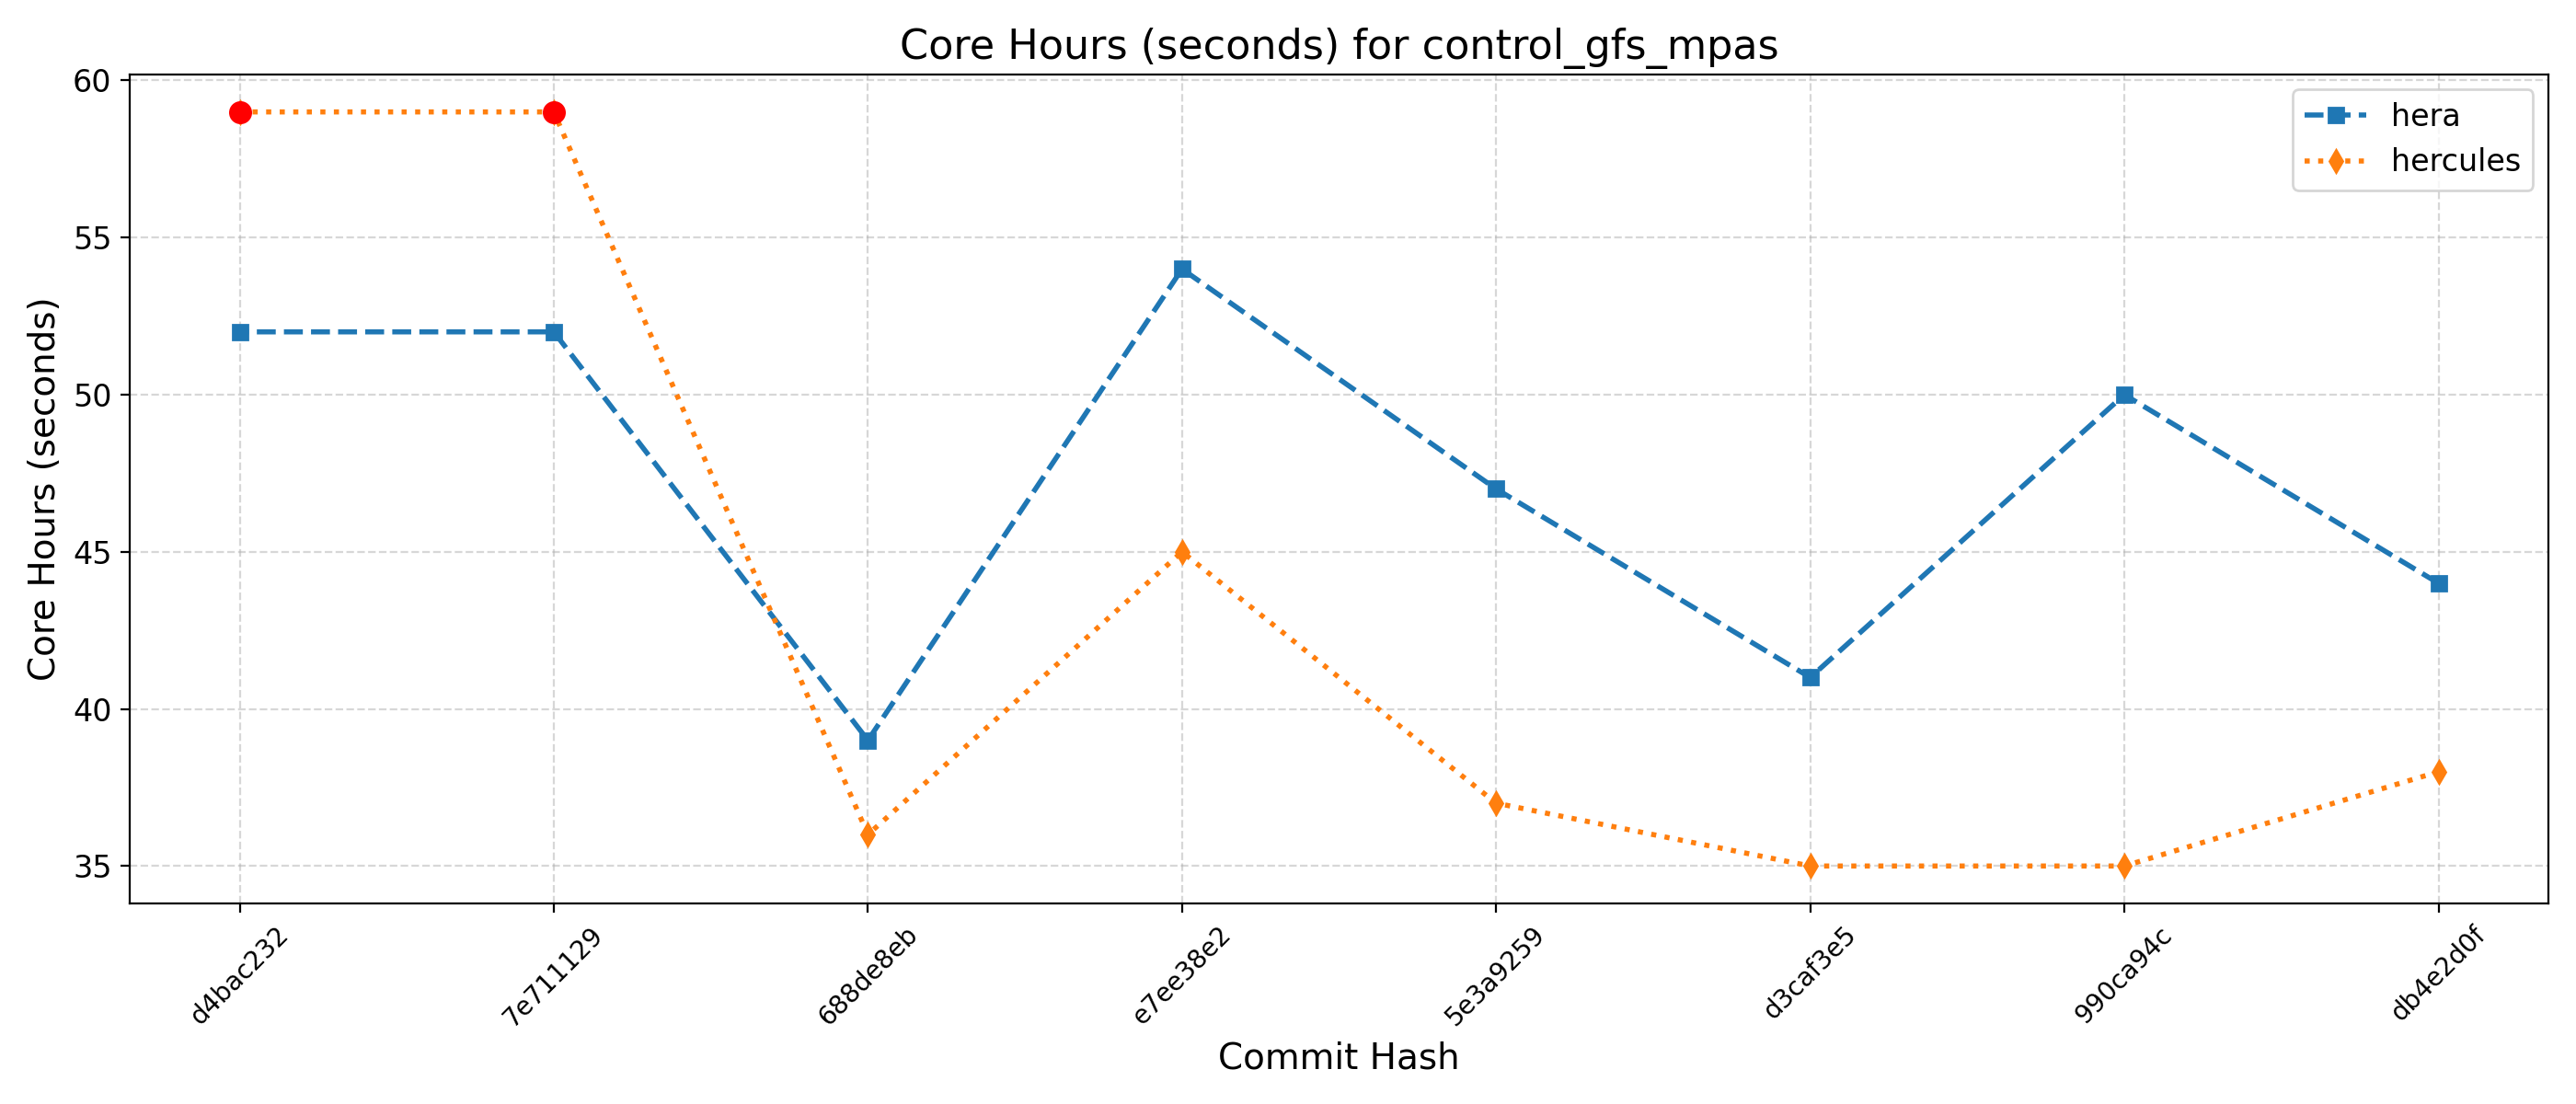 Core Hours (seconds) for control_gfs_mpas
60
55
50
45
40
35
Core Hours (seconds)
hera
hercules
d4bac232
7e711129
688de8eb
e7ee38e2
5e3a9259
d3caf3e5
990ca94c
db4e2d0f
Commit Hash